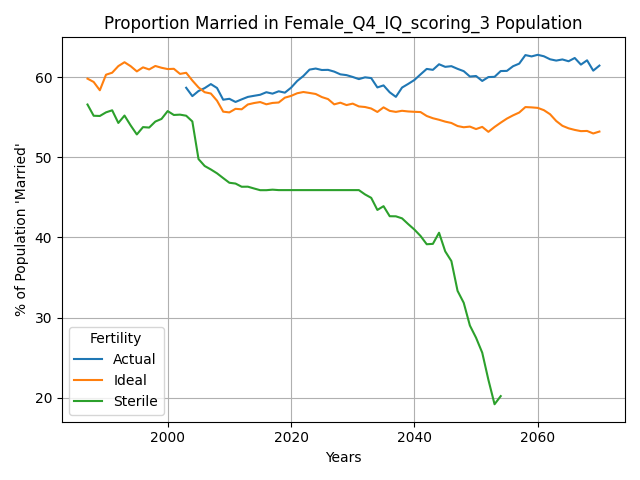 Proportion Married in Female_Q4_IQ_scoring_3 Population
% of Population 'Married'
60
50
40
30
20
Fertility
Actual
Ideal
Sterile
2000 2020 2040 2060
Years